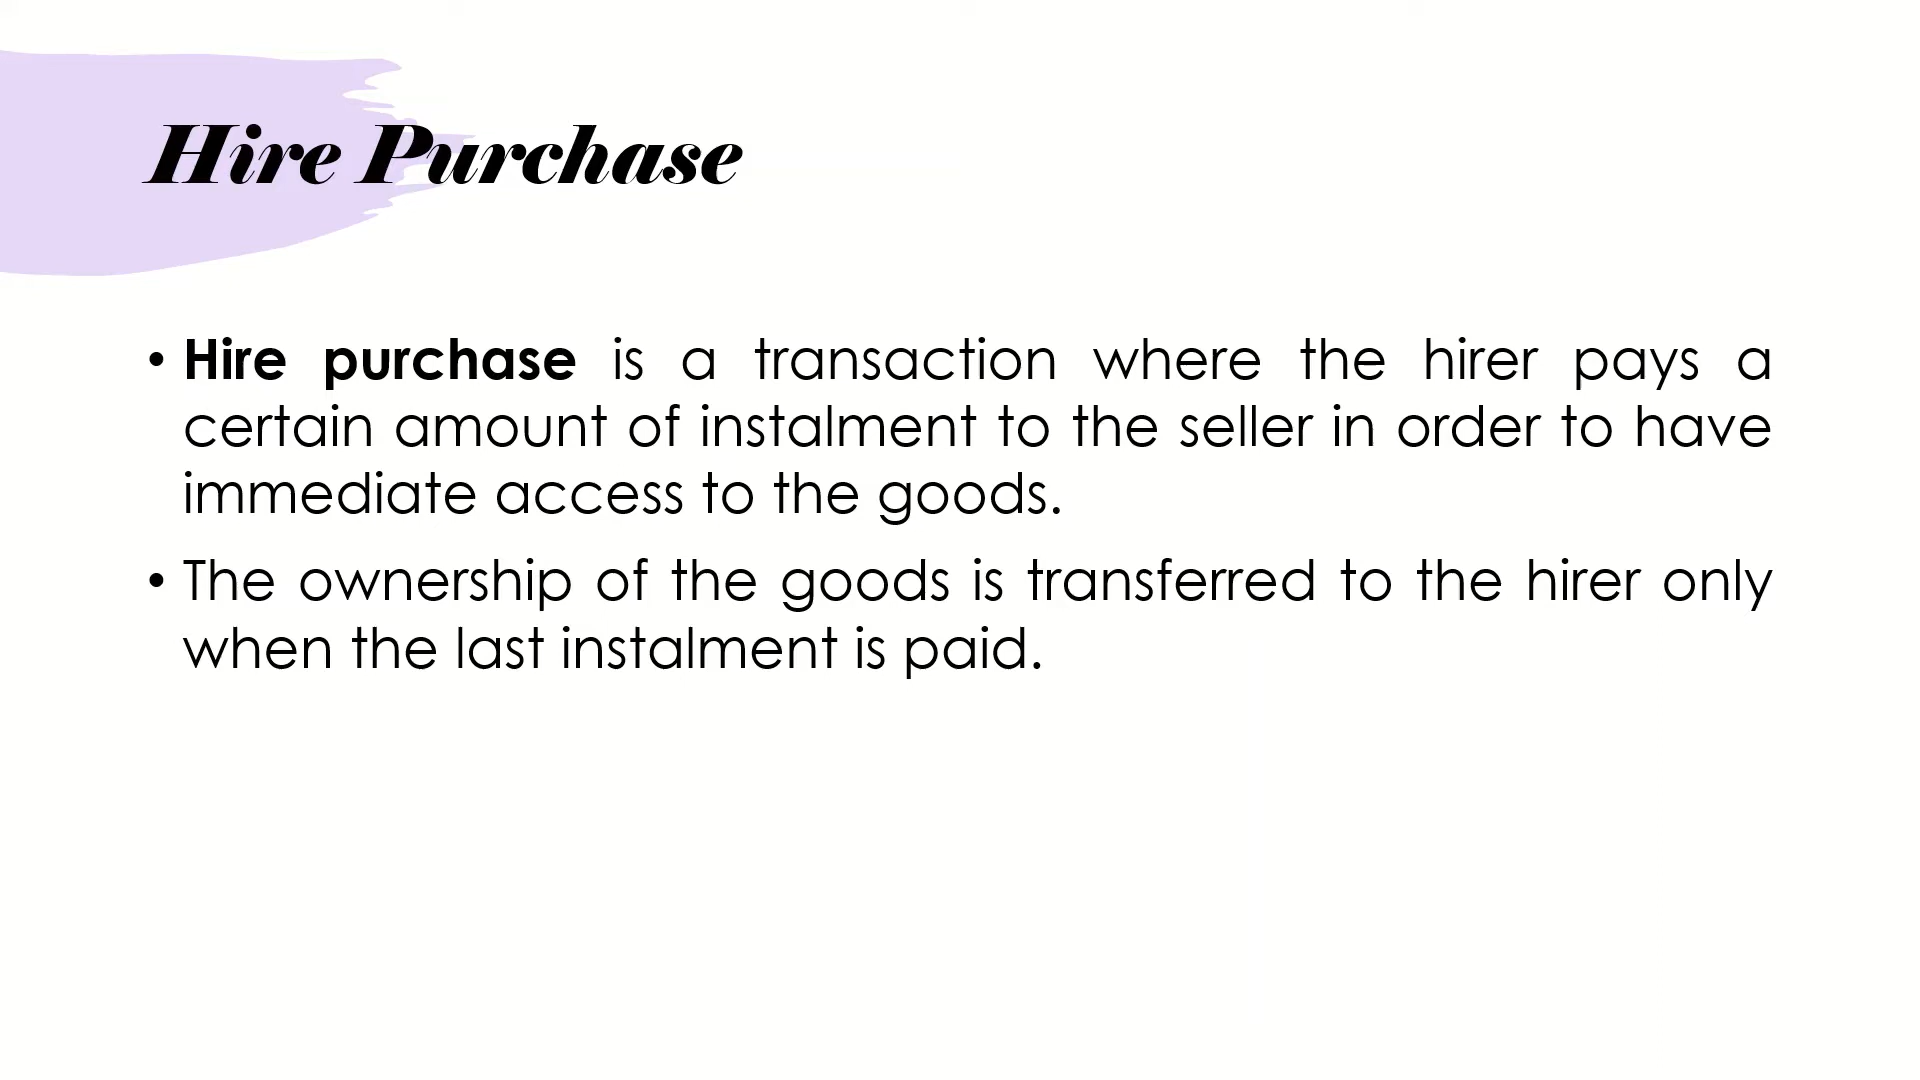 Hire Purchase
• Hire purchase is a transaction where the hirer pays a
certain amount of instalment to the seller in order to have
immediate access to the goods.
• The ownership of the goods is transferred to the hirer only
when the last instalment is paid.